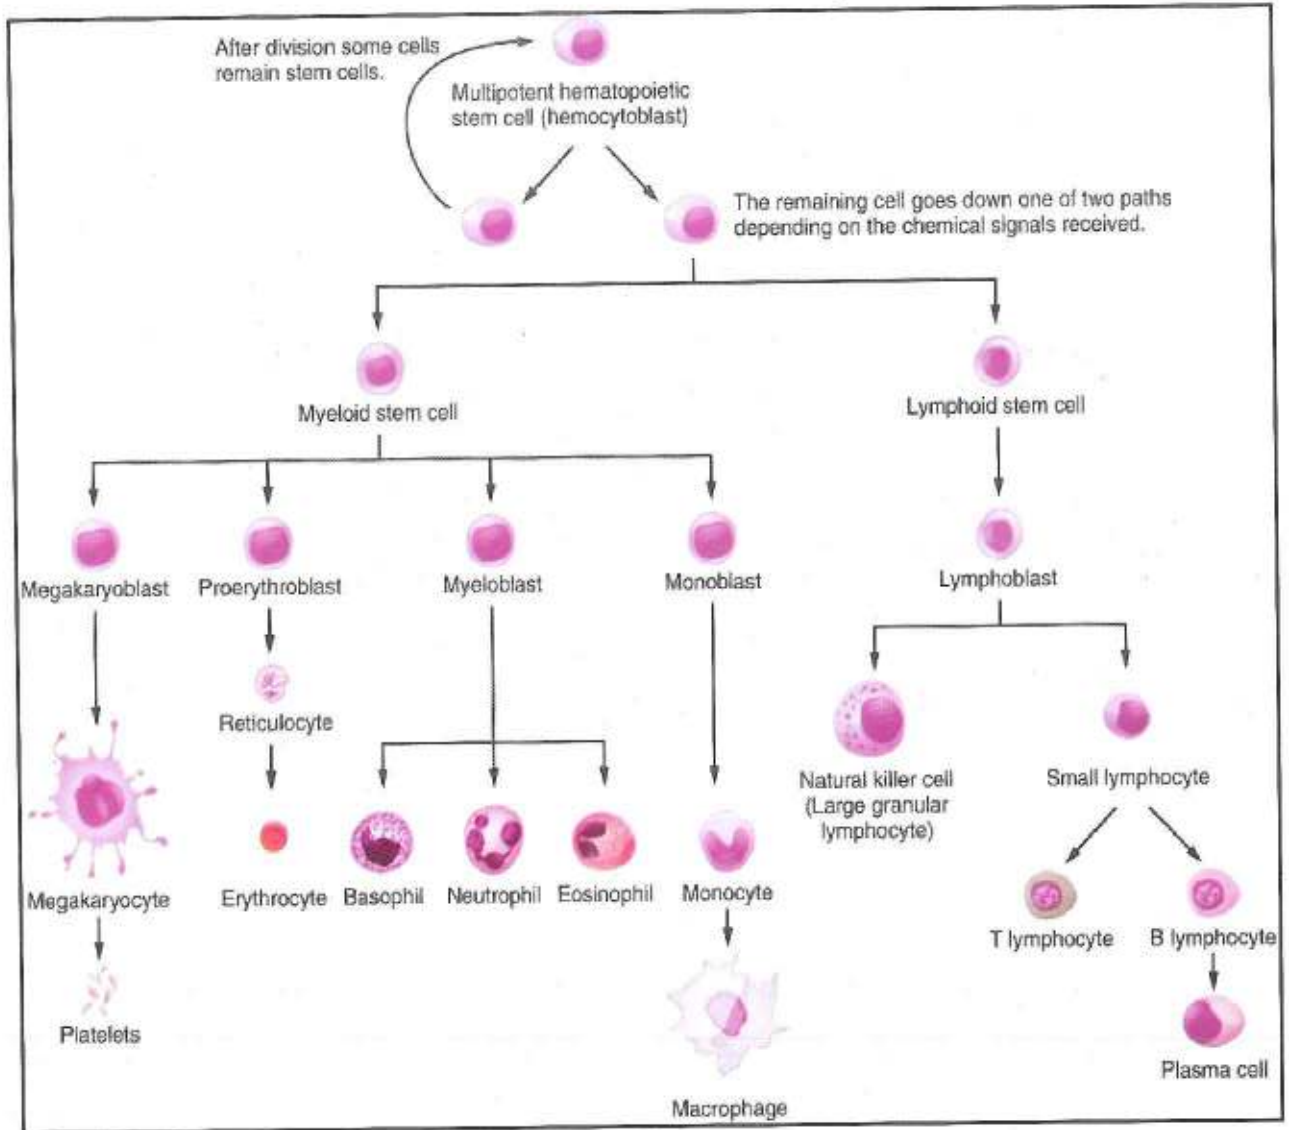 After division some cells
remain stem cells.
Multipotent hematopoietic
stem cell (hemocytoblast)
The remaining cell goes down one of two paths
depending on the chemical signals received.
Myeloid stem cell
Lymphoid stem cell
Megakaryoblast
Proerythroblast
Myeloblast
Monoblast
Lymphoblast
Reticulocyte
Natural killer cell
(Large granular
lymphocyte)
Small lymphocyte
Megakaryocyte
Erythrocyte
Basophil
Neutrophil
Eosinophil
Monocyte
T lymphocyte
B lymphocyte
Platelets
Plasma cell
Macrophage